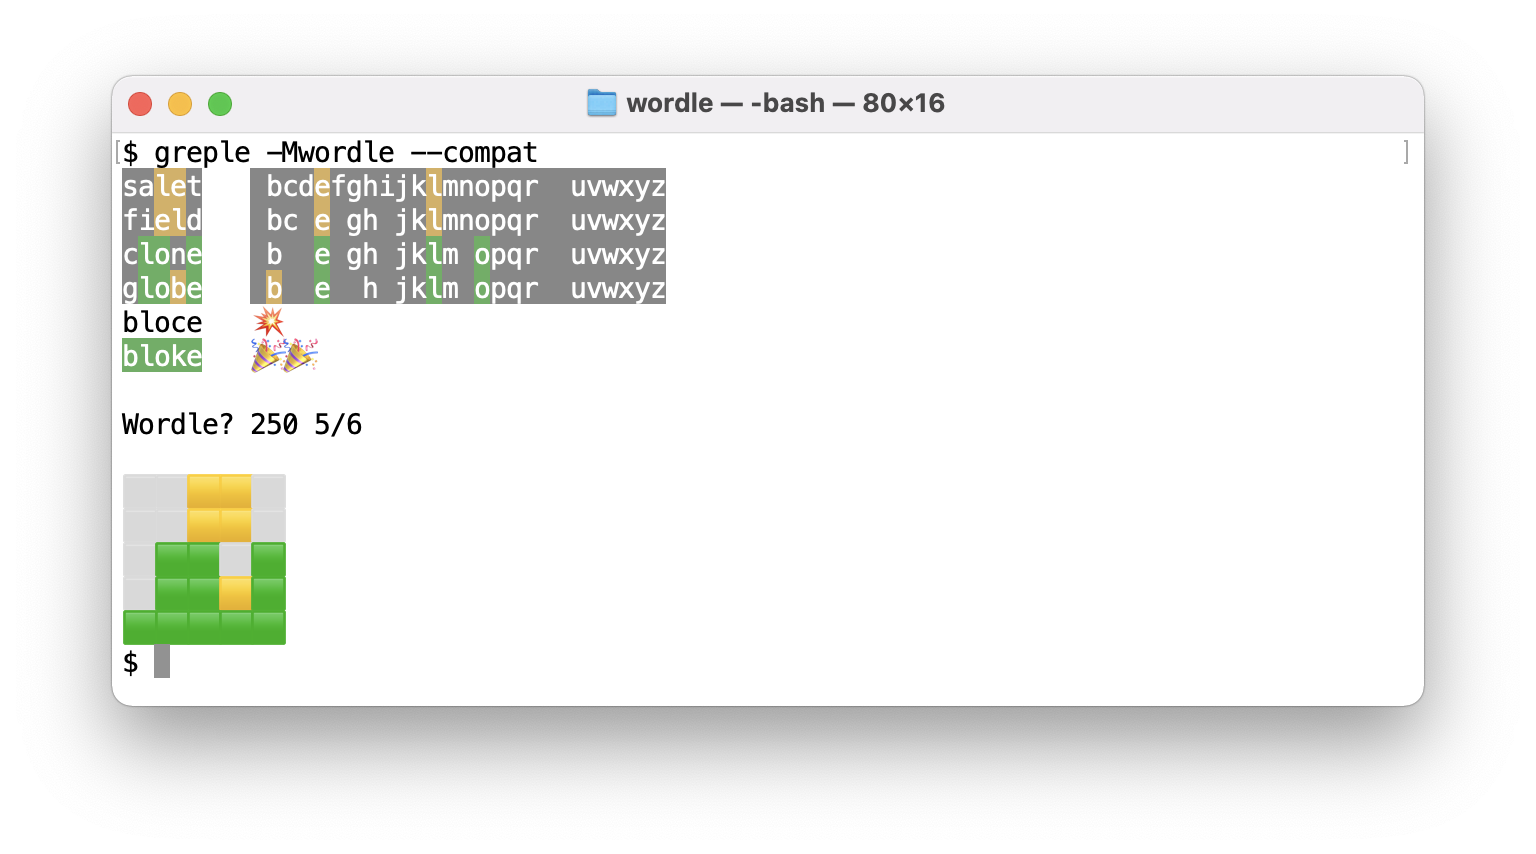 wordle — -bash — 80×16
[$ greple -Mwordle --compat ]
salet    bcdefghijklmnopqr  uvwxyz
field    bc e gh jklmnopqr  uvwxyz
clone    b  e gh jklm opqr  uvwxyz
globe    b  e  h jklm opqr  uvwxyz
bloce   💥
bloke   🎉🎉
Wordle? 250 5/6
$